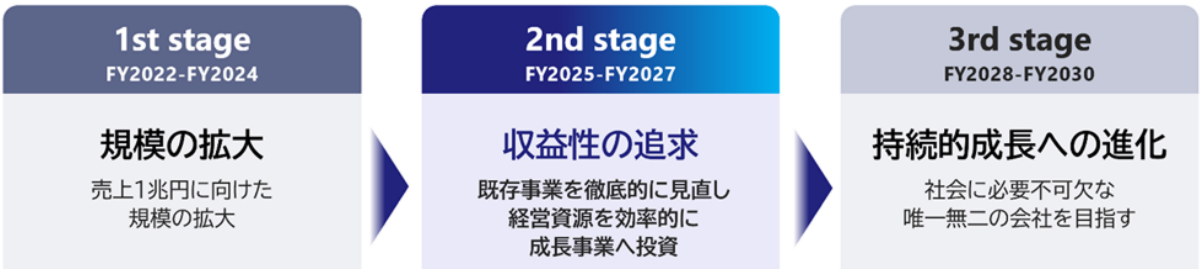 1st stage
FY2022-FY2024
規模の拡大
売上1兆円に向けた
規模の拡大
2nd stage
FY2025-FY2027
収益性の追求
既存事業を徹底的に見直し
経営資源を効率的に
成長事業へ投資
3rd stage
FY2028-FY2030
持続的成長への進化
社会に必要不可欠な
唯一無二の会社を目指す